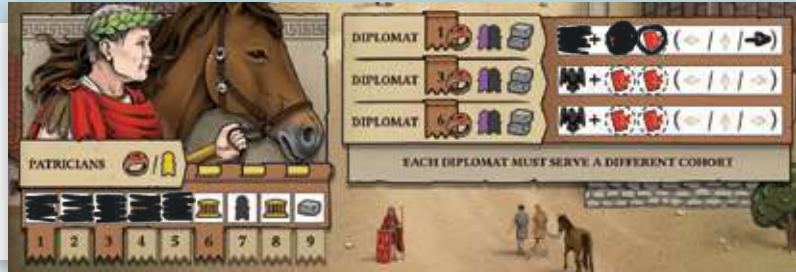 DIPLOMAT 1
DIPLOMAT 3
DIPLOMAT 6
PATRICIANS
EACH DIPLOMAT MUST SERVE A DIFFERENT COHORT
1 2 3 4 5 6 7 8 9